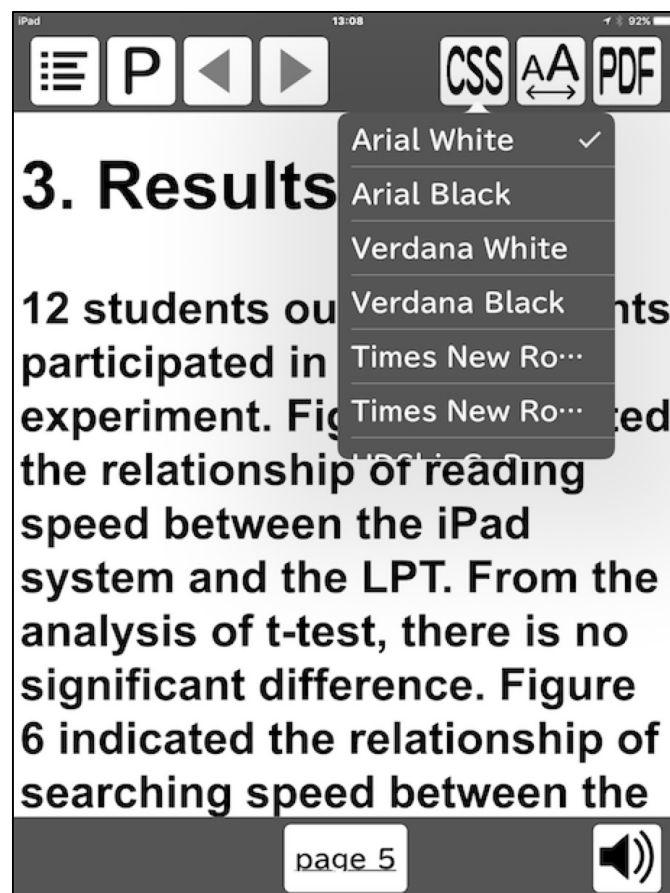 iPad 13:08 92%
P CSS AA PDF
Arial White
Arial Black
Verdana White
Verdana Black
Times New Ro…
Times New Ro…
3. Results
12 students ou nts
participated in
experiment. Fig ted
the relationship of reading
speed between the iPad
system and the LPT. From the
analysis of t-test, there is no
significant difference. Figure
6 indicated the relationship of
searching speed between the
page 5